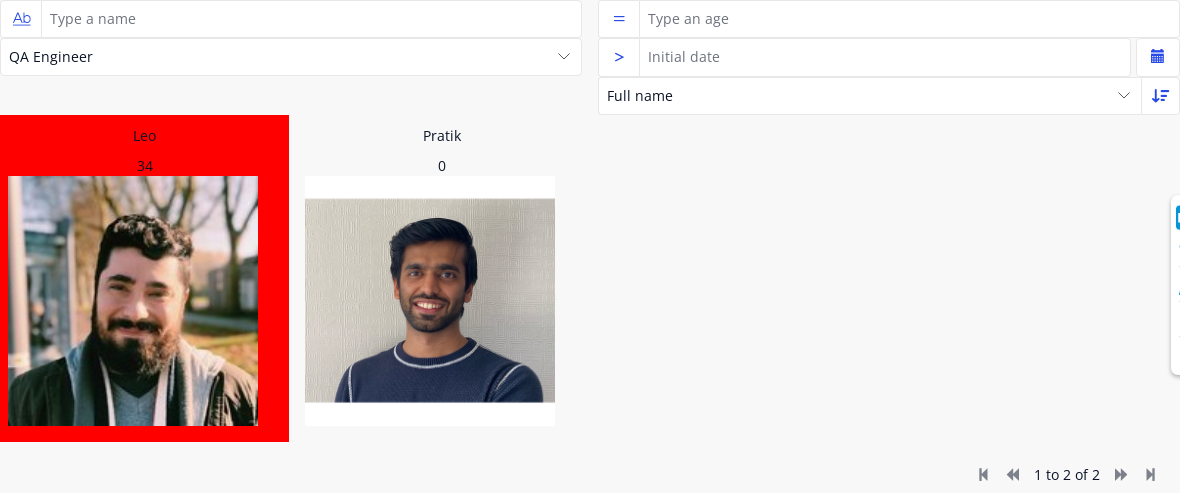 Ab Type a name
= Type an age
QA Engineer
> Initial date
Full name
Leo
34
Pratik
0
1 to 2 of 2